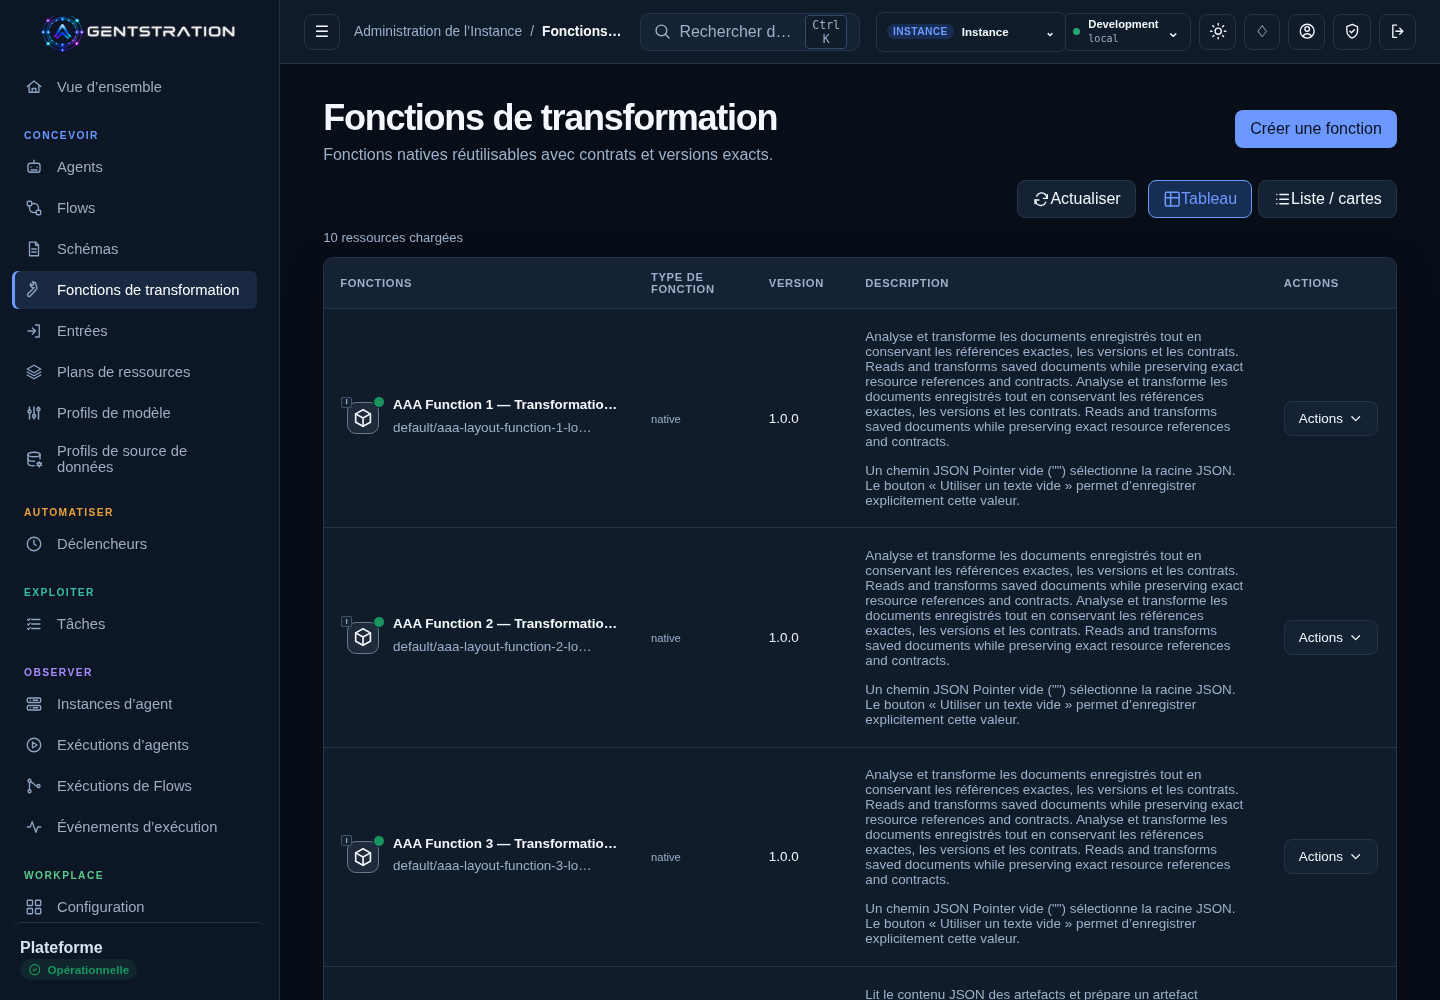 GENTSTRATION
Vue d'ensemble
CONCEVOIR
Agents
Flows
Schémas
Fonctions de transformation
Entrées
Plans de ressources
Profils de modèle
Profils de source de
données
AUTOMATISER
Déclencheurs
EXPLOITER
Tâches
OBSERVER
Instances d'agent
Exécutions d'agents
Exécutions de Flows
Événements d'exécution
WORKPLACE
Configuration
Plateforme
Opérationnelle
Administration de l'Instance / Fonctions…
Rechercher d… Ctrl K
INSTANCE Instance
Development
local
Fonctions de transformation
Fonctions natives réutilisables avec contrats et versions exacts.
Créer une fonction
Actualiser Tableau Liste / cartes
10 ressources chargées
FONCTIONS TYPE DE FONCTION VERSION DESCRIPTION ACTIONS
I
AAA Function 1 — Transformatio…
default/aaa-layout-function-1-lo…
native
1.0.0
Analyse et transforme les documents enregistrés tout en
conservant les références exactes, les versions et les contrats.
Reads and transforms saved documents while preserving exact
resource references and contracts. Analyse et transforme les
documents enregistrés tout en conservant les références
exactes, les versions et les contrats. Reads and transforms
saved documents while preserving exact resource references
and contracts.
Un chemin JSON Pointer vide ("") sélectionne la racine JSON.
Le bouton « Utiliser un texte vide » permet d'enregistrer
explicitement cette valeur.
Actions
I
AAA Function 2 — Transformatio…
default/aaa-layout-function-2-lo…
native
1.0.0
Analyse et transforme les documents enregistrés tout en
conservant les références exactes, les versions et les contrats.
Reads and transforms saved documents while preserving exact
resource references and contracts. Analyse et transforme les
documents enregistrés tout en conservant les références
exactes, les versions et les contrats. Reads and transforms
saved documents while preserving exact resource references
and contracts.
Un chemin JSON Pointer vide ("") sélectionne la racine JSON.
Le bouton « Utiliser un texte vide » permet d'enregistrer
explicitement cette valeur.
Actions
I
AAA Function 3 — Transformatio…
default/aaa-layout-function-3-lo…
native
1.0.0
Analyse et transforme les documents enregistrés tout en
conservant les références exactes, les versions et les contrats.
Reads and transforms saved documents while preserving exact
resource references and contracts. Analyse et transforme les
documents enregistrés tout en conservant les références
exactes, les versions et les contrats. Reads and transforms
saved documents while preserving exact resource references
and contracts.
Un chemin JSON Pointer vide ("") sélectionne la racine JSON.
Le bouton « Utiliser un texte vide » permet d'enregistrer
explicitement cette valeur.
Actions
Lit le contenu JSON des artefacts et prépare un artefact